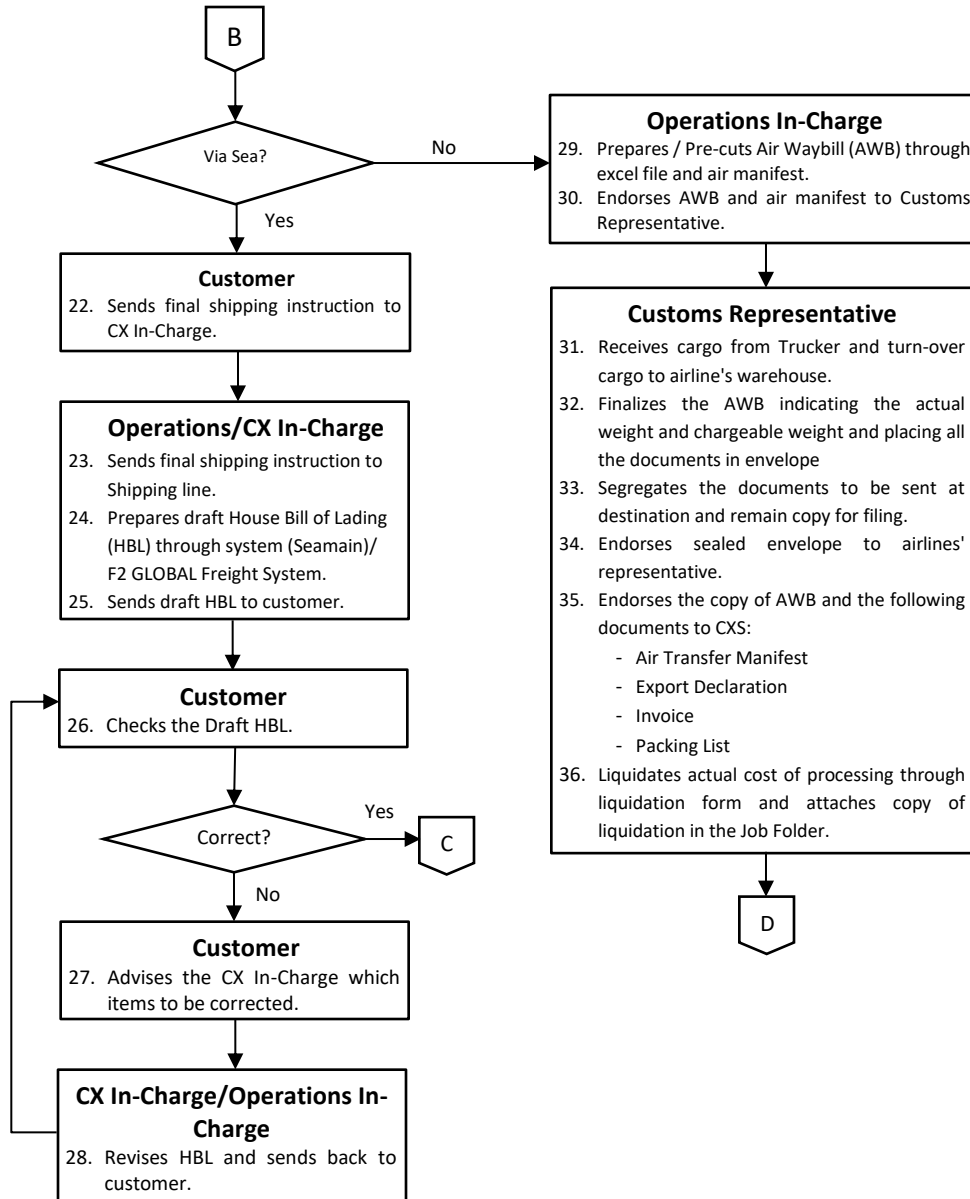 B
Via Sea?
No
Yes
Customer
22. Sends final shipping instruction to
CX In-Charge.
Operations/CX In-Charge
23. Sends final shipping instruction to
Shipping line.
24. Prepares draft House Bill of Lading
(HBL) through system (Seamain)/
F2 GLOBAL Freight System.
25. Sends draft HBL to customer.
Customer
26. Checks the Draft HBL.
Correct?
Yes
C
No
Customer
27. Advises the CX In-Charge which
items to be corrected.
CX In-Charge/Operations In-
Charge
28. Revises HBL and sends back to
customer.
Operations In-Charge
29. Prepares / Pre-cuts Air Waybill (AWB) through
excel file and air manifest.
30. Endorses AWB and air manifest to Customs
Representative.
Customs Representative
31. Receives cargo from Trucker and turn-over
cargo to airline's warehouse.
32. Finalizes the AWB indicating the actual
weight and chargeable weight and placing all
the documents in envelope
33. Segregates the documents to be sent at
destination and remain copy for filing.
34. Endorses sealed envelope to airlines'
representative.
35. Endorses the copy of AWB and the following
documents to CXS:
- Air Transfer Manifest
- Export Declaration
- Invoice
- Packing List
36. Liquidates actual cost of processing through
liquidation form and attaches copy of
liquidation in the Job Folder.
D